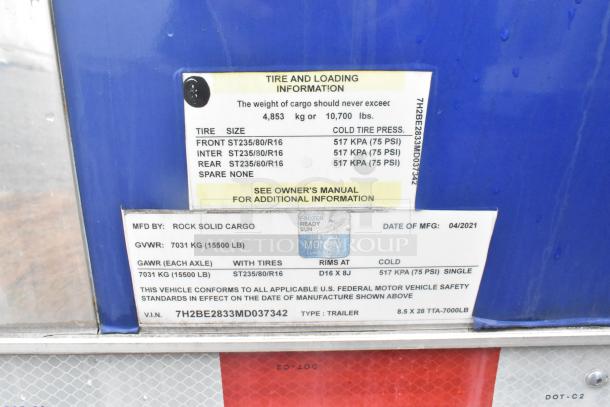 TIRE AND LOADING
INFORMATION
The weight of cargo should never exceed
4,853 kg or 10,700 lbs.
TIRE SIZE COLD TIRE PRESS.
FRONT ST235/80/R16 517 KPA (75 PSI)
INTER ST235/80/R16 517 KPA (75 PSI)
REAR ST235/80/R16 517 KPA (75 PSI)
SPARE NONE
SEE OWNER'S MANUAL
FOR ADDITIONAL INFORMATION
7H2BE2833MD037342
MFD BY: ROCK SOLID CARGO DATE OF MFG: 04/2021
GVWR: 7031 KG (15500 LB)
GAWR (EACH AXLE) WITH TIRES RIMS AT COLD
7031 KG (15500 LB) ST235/80/R16 D16 X 8J 517 KPA (75 PSI) SINGLE
THIS VEHICLE CONFORMS TO ALL APPLICABLE U.S. FEDERAL MOTOR VEHICLE SAFETY
STANDARDS IN EFFECT ON THE DATE OF MANUFACTURE SHOWN ABOVE
V.I.N. 7H2BE2833MD037342 TYPE : TRAILER 8.5 X 28 TTA-7000LB
DOT-C2
DOT-C2